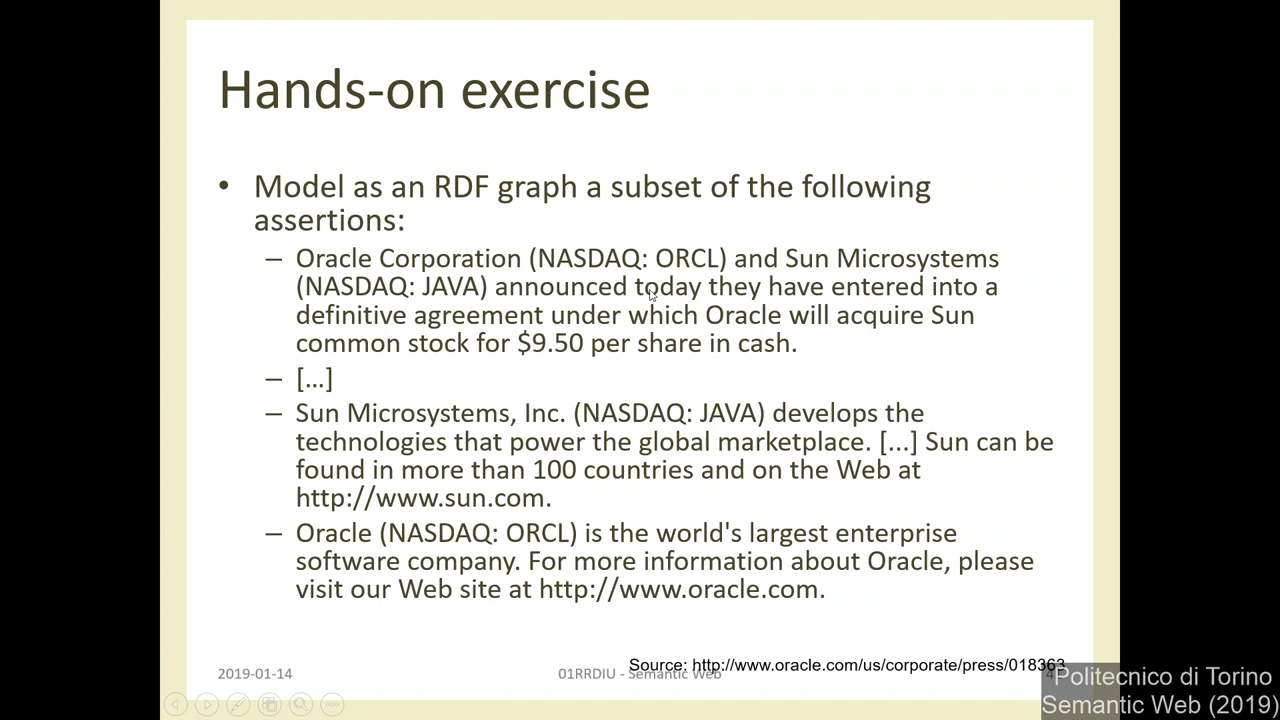 Hands-on exercise
• Model as an RDF graph a subset of the following
assertions:
– Oracle Corporation (NASDAQ: ORCL) and Sun Microsystems
(NASDAQ: JAVA) announced today they have entered into a
definitive agreement under which Oracle will acquire Sun
common stock for $9.50 per share in cash.
– […]
– Sun Microsystems, Inc. (NASDAQ: JAVA) develops the
technologies that power the global marketplace. [...] Sun can be
found in more than 100 countries and on the Web at
http://www.sun.com.
– Oracle (NASDAQ: ORCL) is the world's largest enterprise
software company. For more information about Oracle, please
visit our Web site at http://www.oracle.com.
Source: http://www.oracle.com/us/corporate/press/018363
2019-01-14
01RRDIU - Semantic Web
Politecnico di Torino
Semantic Web (2019)